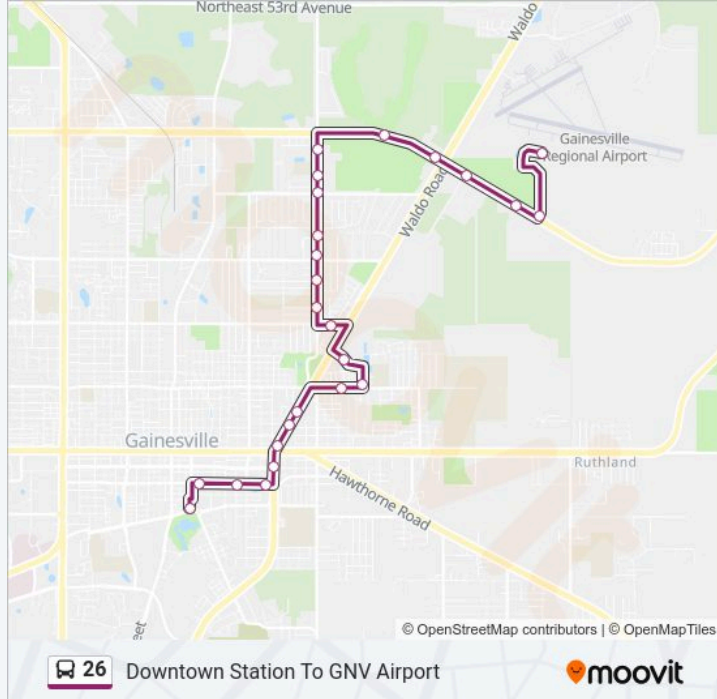 Northeast 53rd Avenue
Waldo
Gainesville
Regional Airport
Waldo Road
Gainesville
Ruthland
Hawthorne Road
eet
© OpenStreetMap contributors | © OpenMapTiles
26 Downtown Station To GNV Airport
moovit